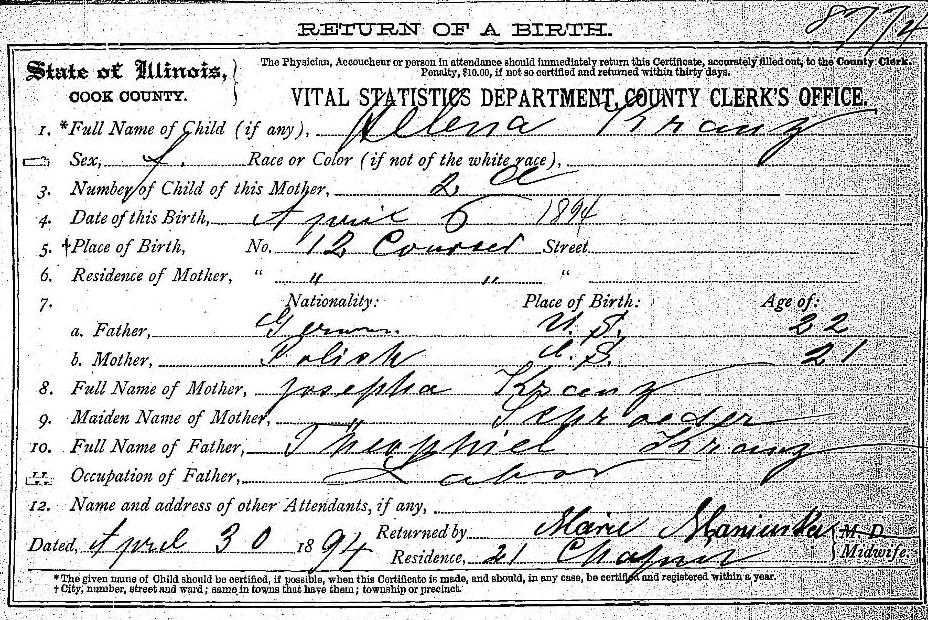 RETURN OF A BIRTH. 8774
State of Illinois,
COOK COUNTY.
The Physician, Accoucheur or person in attendance should immediately return this Certificate, accurately filled out, to the County Clerk.
Penalty, $10.00, if not so certified and returned within thirty days.
VITAL STATISTICS DEPARTMENT, COUNTY CLERK'S OFFICE.
1. *Full Name of Child (if any), Helena Kranz
Sex, f. Race or Color (if not of the white race),
3. Number of Child of this Mother, 2 d
4. Date of this Birth, April 6 1894
5. †Place of Birth, No. 12 Street
6. Residence of Mother, " " " "
7. Nationality: Place of Birth: Age of:
a. Father, German U. S. 22
b. Mother, Polish U. S. 21
8. Full Name of Mother, Josepha Kranz
9. Maiden Name of Mother, Schroeder
10. Full Name of Father, Theophiel Kranz
Occupation of Father, Labor
12. Name and address of other Attendants, if any,
Dated, April 30 1894 Returned by Marie M. D.
Residence, 21 Midwife.
*The given name of Child should be certified, if possible, when this Certificate is made, and should, in any case, be certified and registered within a year.
†City, number, street and ward; same in towns that have them; township or precinct.